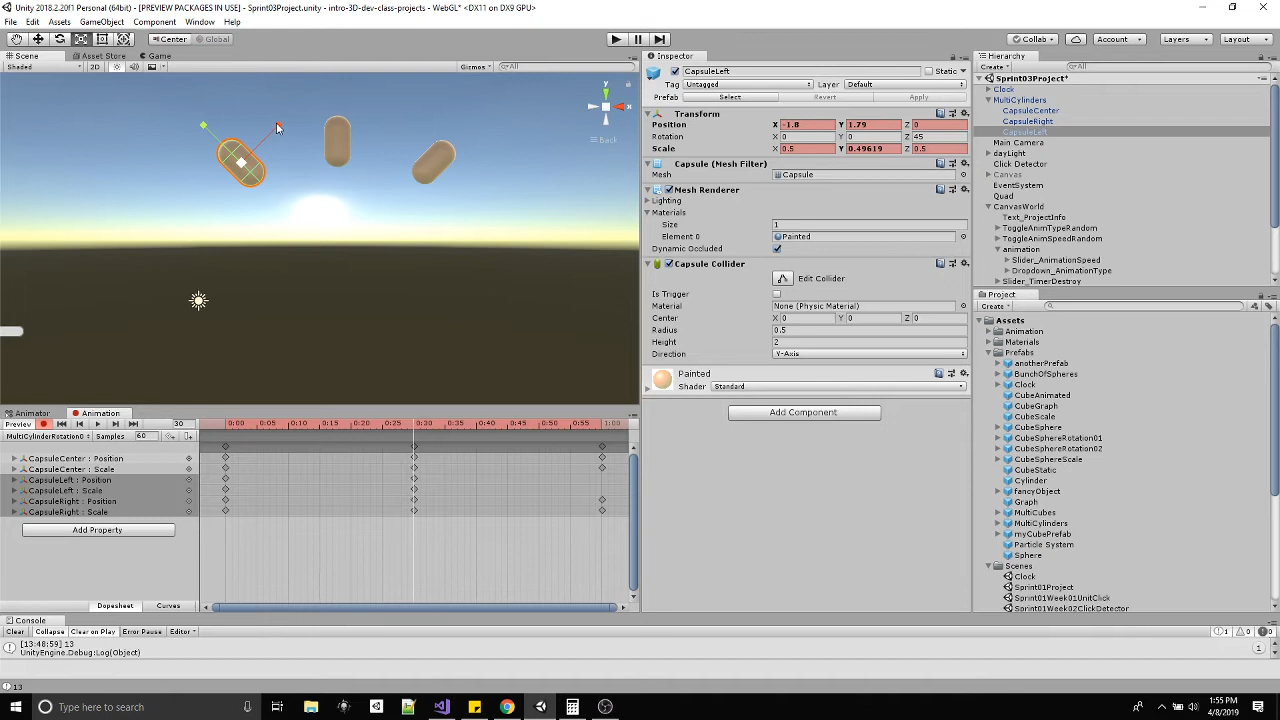 Unity 2018.2.20f1 Personal (64bit) - [PREVIEW PACKAGES IN USE] - Sprint03Project.unity - intro-3D-dev-class-projects - WebGL* <DX11 on DX9 GPU>
File Edit Assets GameObject Component Window Help
Center Global Collab Account Layers Layout
Scene Asset Store Game
Shaded 2D Gizmos All
y
x
Back
Inspector
CapsuleLeft Static
Tag Untagged Layer Default
Prefab Select Revert Apply
Transform
Position X -1.8 Y 1.79 Z 0
Rotation X 0 Y 0 Z 45
Scale X 0.5 Y 0.49619 Z 0.5
Capsule (Mesh Filter)
Mesh Capsule
Mesh Renderer
Lighting
Materials
Size 1
Element 0 Painted
Dynamic Occluded
Capsule Collider
Edit Collider
Is Trigger
Material None (Physic Material)
Center X 0 Y 0 Z 0
Radius 0.5
Height 2
Direction Y-Axis
Painted
Shader Standard
Add Component
Hierarchy
Create All
Sprint03Project*
Clock
MultiCylinders
CapsuleCenter
CapsuleRight
CapsuleLeft
Main Camera
dayLight
Click Detector
Canvas
EventSystem
Quad
CanvasWorld
Text_ProjectInfo
ToggleAnimTypeRandom
ToggleAnimSpeedRandom
animation
Slider_AnimationSpeed
Dropdown_AnimationType
Slider_TimerDestroy
Project
Create
Assets
Animation
Materials
Prefabs
anotherPrefab
BunchOfSpheres
Clock
CubeAnimated
CubeGraph
CubeScale
CubeSphere
CubeSphereRotation01
CubeSphereRotation02
CubeSphereScale
CubeStatic
Cylinder
fancyObject
Graph
MultiCubes
MultiCylinders
myCubePrefab
Particle System
Sphere
Scenes
Clock
Sprint01Project
Sprint01Week01UnitClick
Sprint01Week02ClickDetector
Animator Animation
Preview 30 0:00 0:05 0:10 0:15 0:20 0:25 0:30 0:35 0:40 0:45 0:50 0:55 1:00
MultiCylinderRotation0 Samples 60
CapsuleCenter : Position
CapsuleCenter : Scale
CapsuleLeft : Position
CapsuleLeft : Scale
CapsuleRight : Position
CapsuleRight : Scale
Add Property
Dopesheet Curves
Console
Clear Collapse Clear on Play Error Pause Editor 1 0 0
[13:48:59] 13
UnityEngine.Debug:Log(Object)
1
13
Type here to search
1:55 PM
4/8/2019